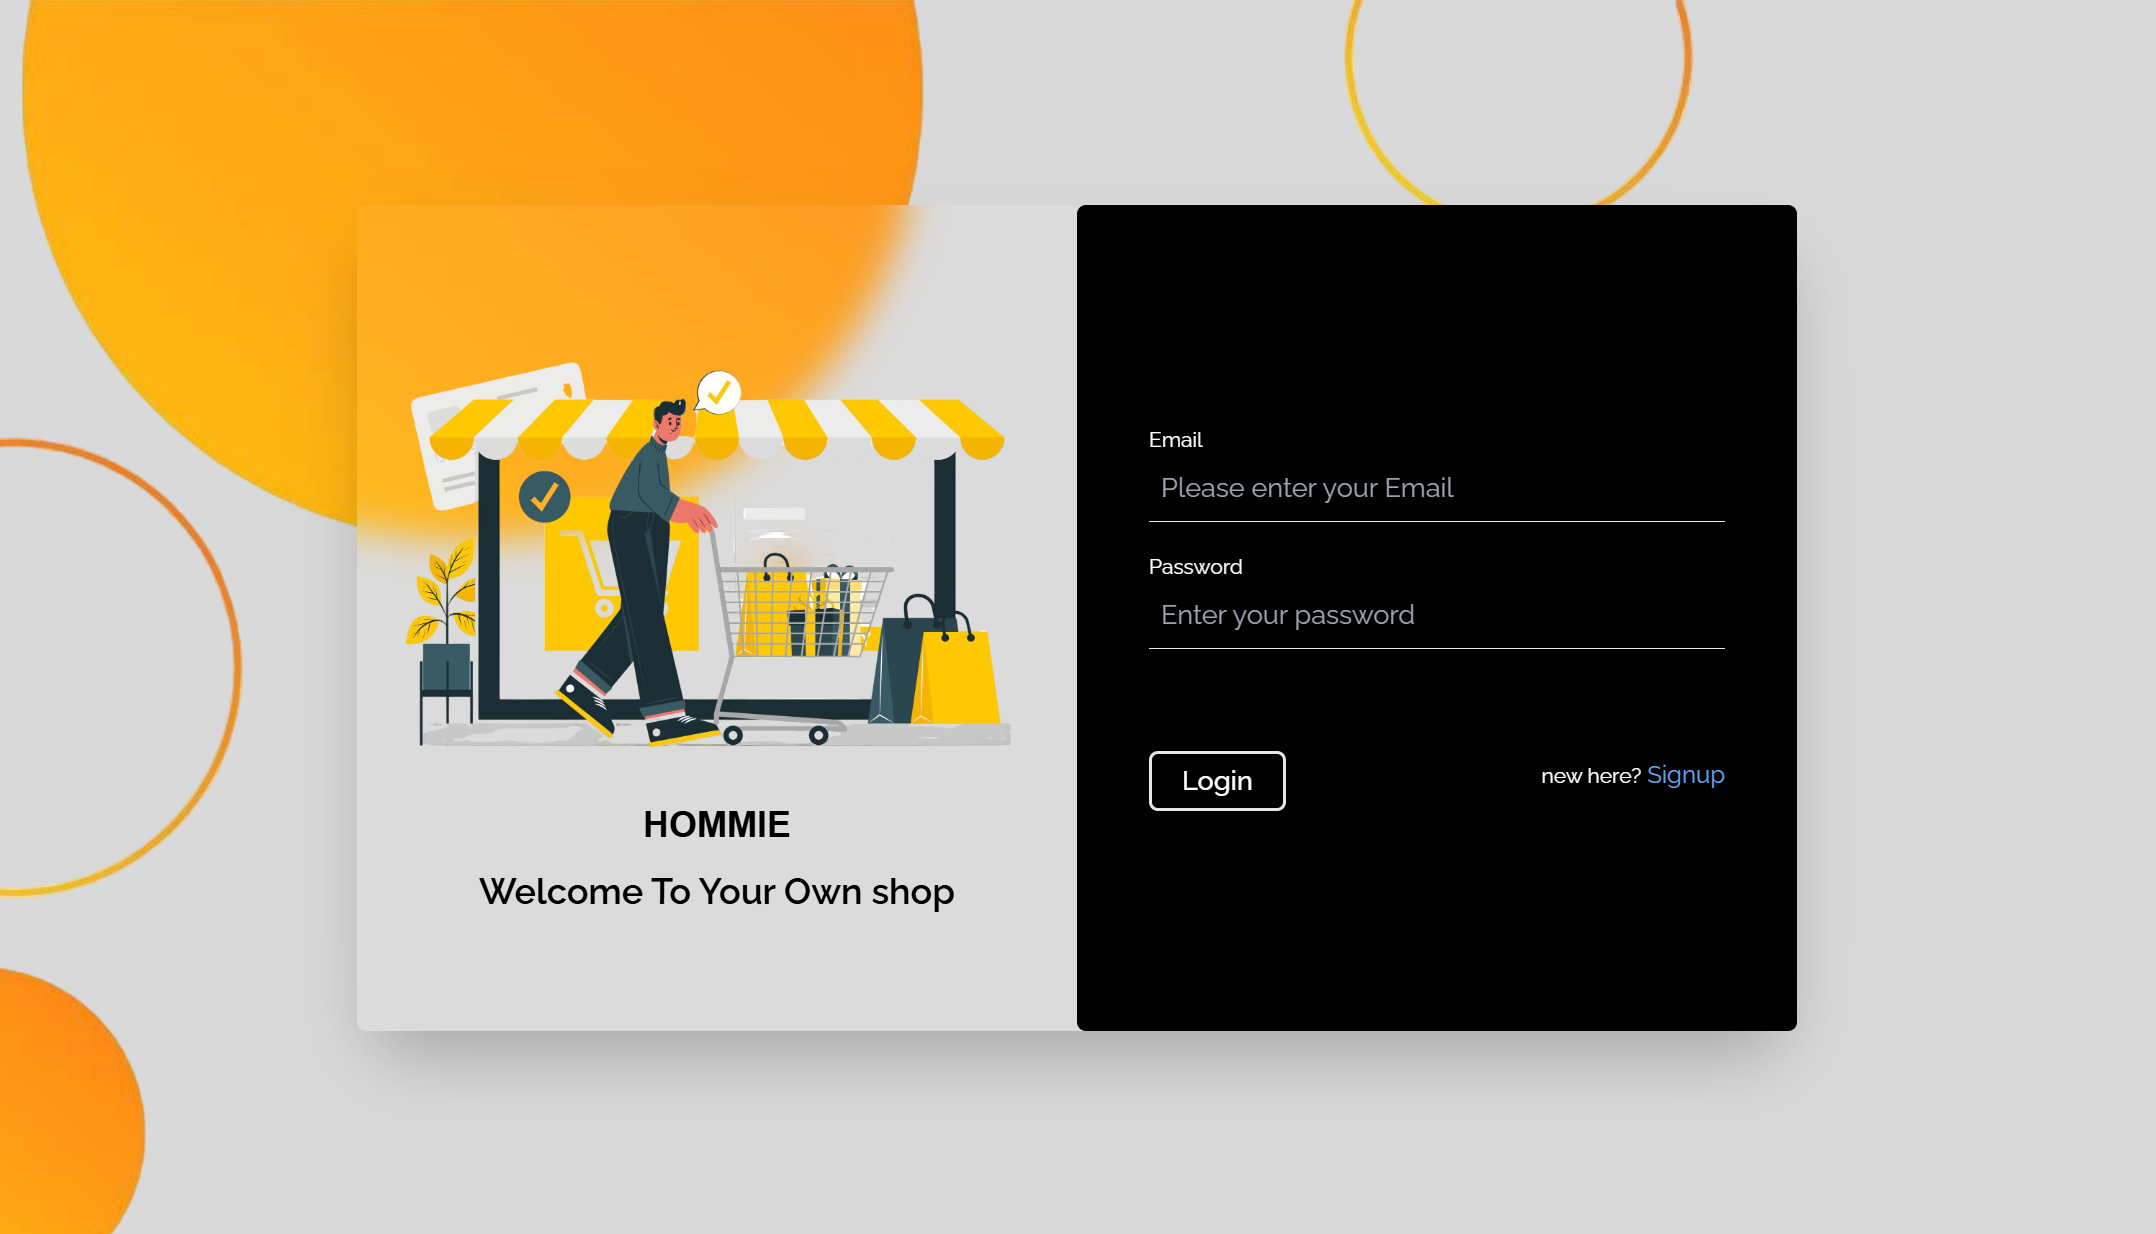 HOMMIE
Welcome To Your Own shop
Email
Please enter your Email
Password
Enter your password
Login
new here? Signup